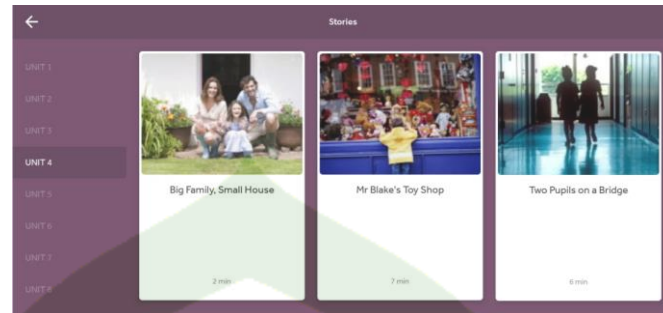 Stories
UNIT 1
UNIT 2
UNIT 3
UNIT 4
UNIT 5
UNIT 6
UNIT 7
UNIT 8
Big Family, Small House
2 min
Mr Blake's Toy Shop
7 min
Two Pupils on a Bridge
6 min